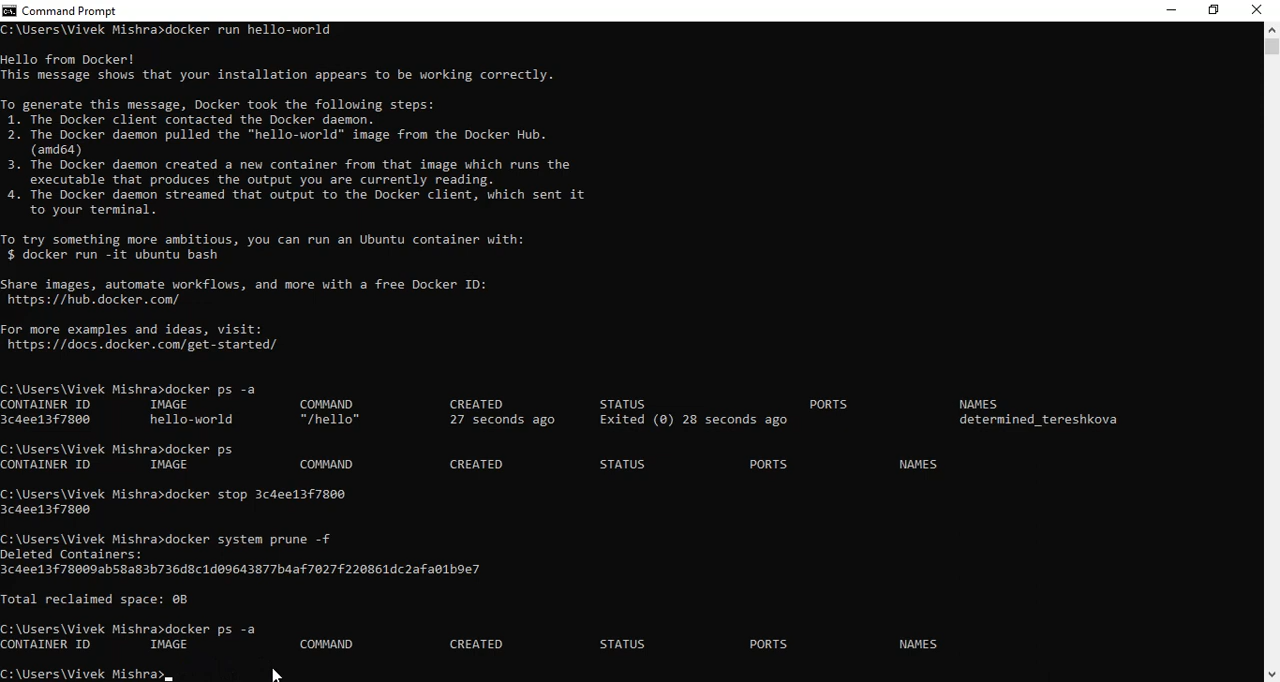 Command Prompt
C:\Users\Vivek Mishra>docker run hello-world
Hello from Docker!
This message shows that your installation appears to be working correctly.
To generate this message, Docker took the following steps:
1. The Docker client contacted the Docker daemon.
2. The Docker daemon pulled the "hello-world" image from the Docker Hub.
(amd64)
3. The Docker daemon created a new container from that image which runs the
executable that produces the output you are currently reading.
4. The Docker daemon streamed that output to the Docker client, which sent it
to your terminal.
To try something more ambitious, you can run an Ubuntu container with:
$ docker run -it ubuntu bash
Share images, automate workflows, and more with a free Docker ID:
https://hub.docker.com/
For more examples and ideas, visit:
https://docs.docker.com/get-started/
C:\Users\Vivek Mishra>docker ps -a
CONTAINER ID IMAGE COMMAND CREATED STATUS PORTS NAMES
3c4ee13f7800 hello-world "/hello" 27 seconds ago Exited (0) 28 seconds ago determined_tereshkova
C:\Users\Vivek Mishra>docker ps
CONTAINER ID IMAGE COMMAND CREATED STATUS PORTS NAMES
C:\Users\Vivek Mishra>docker stop 3c4ee13f7800
3c4ee13f7800
C:\Users\Vivek Mishra>docker system prune -f
Deleted Containers:
3c4ee13f78009ab58a83b736d8c1d09643877b4af7027f220861dc2afa01b9e7
Total reclaimed space: 0B
C:\Users\Vivek Mishra>docker ps -a
CONTAINER ID IMAGE COMMAND CREATED STATUS PORTS NAMES
C:\Users\Vivek Mishra>